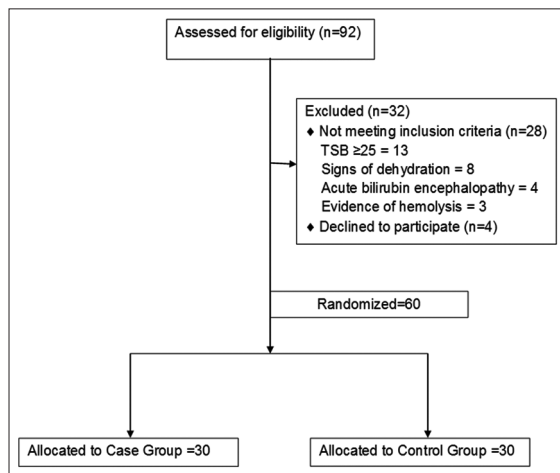 Assessed for eligibility (n=92)
Excluded (n=32)
♦ Not meeting inclusion criteria (n=28)
TSB ≥25 = 13
Signs of dehydration = 8
Acute bilirubin encephalopathy = 4
Evidence of hemolysis = 3
♦ Declined to participate (n=4)
Randomized=60
Allocated to Case Group =30
Allocated to Control Group =30